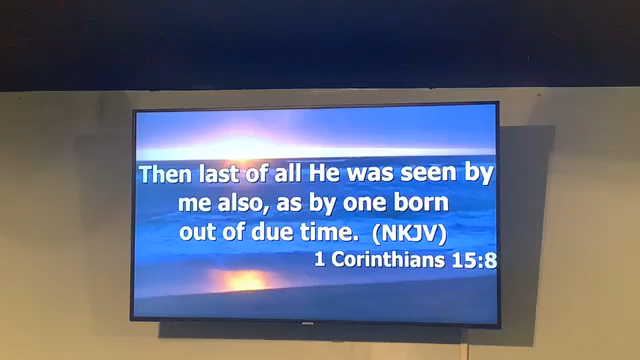 Then last of all He was seen by
me also, as by one born
out of due time. (NKJV)
1 Corinthians 15:8